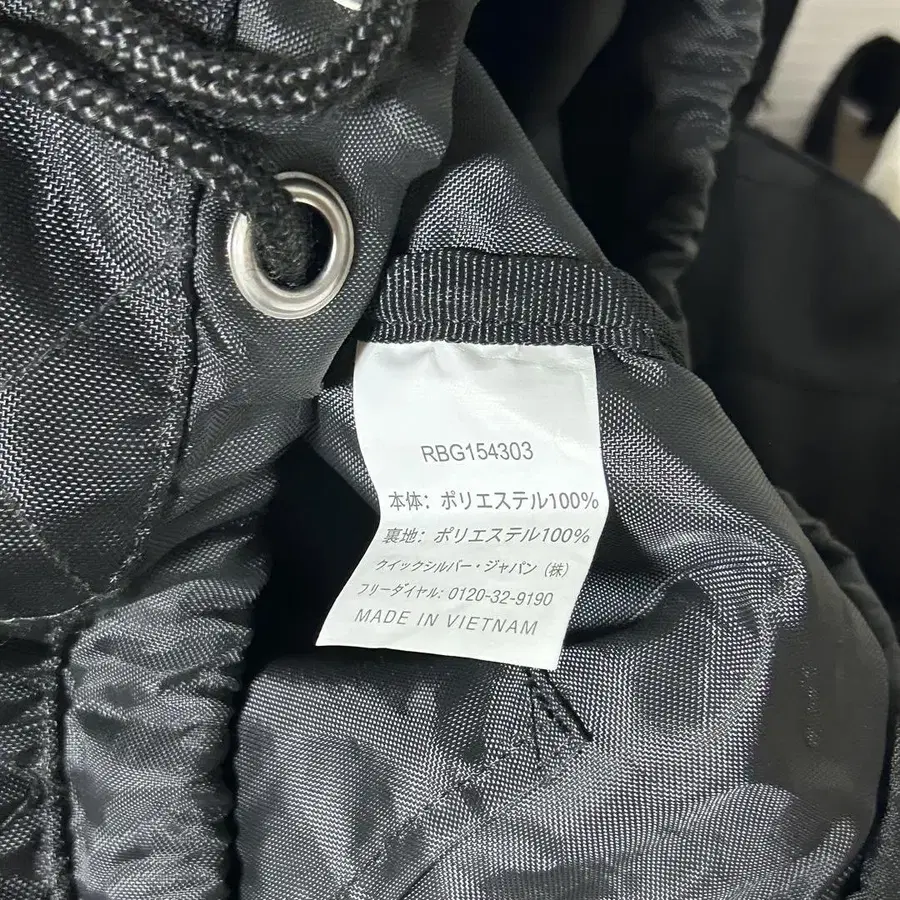 RBG154303
本体: ポリエステル100%
裏地: ポリエステル100%
クイックシルバー・ジャパン (株)
フリーダイヤル: 0120-32-9190
MADE IN VIETNAM